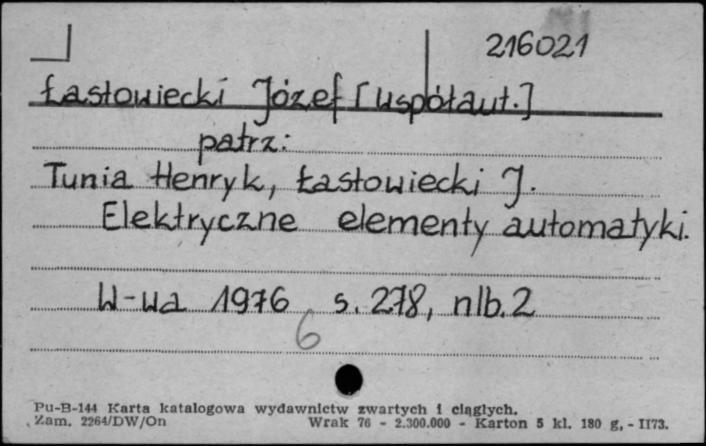 216021
Łastowiecki Józef [współaut.]
patrz:
Tunia Henryk, Łastowiecki J.
Elektryczne elementy automatyki.
W-wa 1976 s. 278, nlb. 2
6
Pu-B-144 Karta katalogowa wydawnictw zwartych i ciągłych.
Zam. 2264/DW/On Wrak 76 - 2.300.000 - Karton 5 kl. 180 g, - II73.